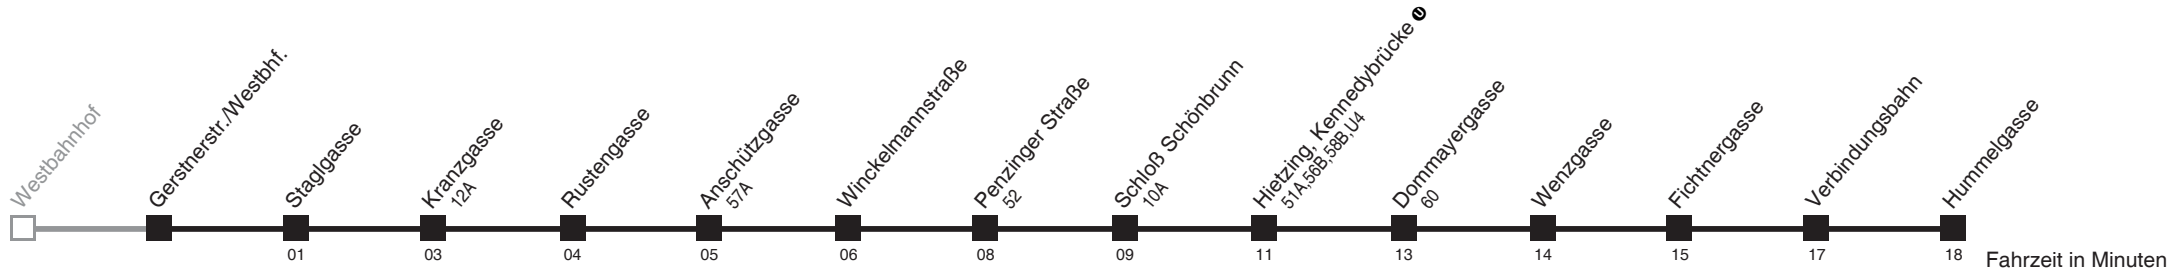 Westbahnhof
Gerstnerstr./Westbhf.
Staglgasse
Kranzgasse
12A
Rustengasse
Anschützgasse
57A
Winckelmannstraße
Penzinger Straße
52
Schloß Schönbrunn
10A
Hietzing, Kennedybrücke U
51A,56B,58B,U4
Dommayergasse
60
Wenzgasse
Fichtnergasse
Verbindungsbahn
Hummelgasse
01 03 04 05 06 08 09 11 13 14 15 17 18 Fahrzeit in Minuten